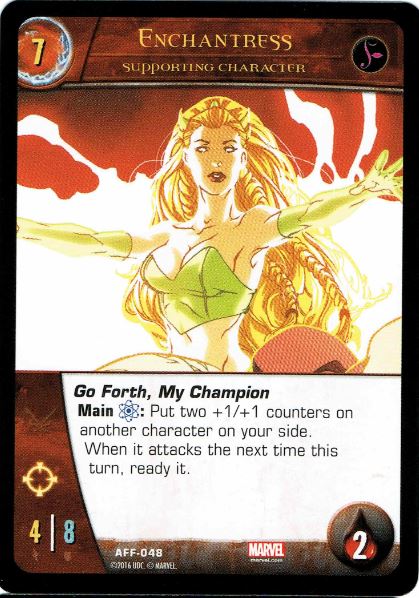 7
ENCHANTRESS
SUPPORTING CHARACTER
Go Forth, My Champion
Main : Put two +1/+1 counters on
another character on your side.
When it attacks the next time this
turn, ready it.
4 | 8
2
AFF-048
©2016 UDC. © MARVEL.
MARVEL
marvel.com